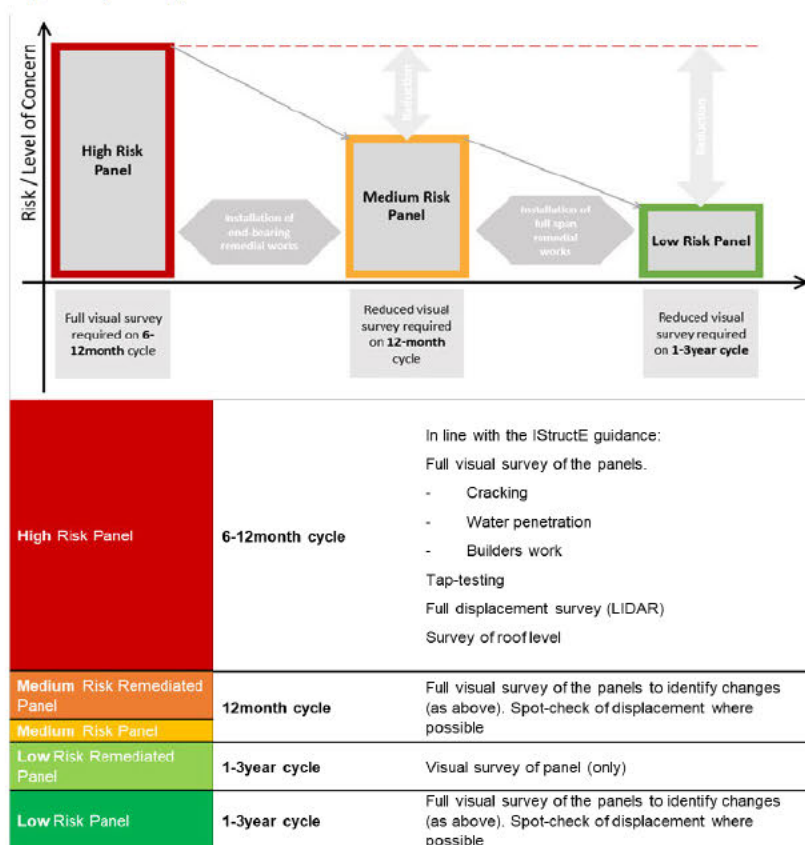 Risk / Level of Concern
High Risk
Panel
Installation of
end-bearing
remedial works
Reduction
Medium Risk
Panel
Installation of
full span
remedial
works
Reduction
Low Risk Panel
Full visual survey
required on 6-
12month cycle
Reduced visual
survey required
on 12-month
cycle
Reduced visual
survey required
on 1-3year cycle
High Risk Panel
6-12month cycle
In line with the IStructE guidance:
Full visual survey of the panels.
- Cracking
- Water penetration
- Builders work
Tap-testing
Full displacement survey (LIDAR)
Survey of roof level
Medium Risk Remediated
Panel
Medium Risk Panel
12month cycle
Full visual survey of the panels to identify changes
(as above). Spot-check of displacement where
possible
Low Risk Remediated
Panel
1-3year cycle
Visual survey of panel (only)
Low Risk Panel
1-3year cycle
Full visual survey of the panels to identify changes
(as above). Spot-check of displacement where
possible